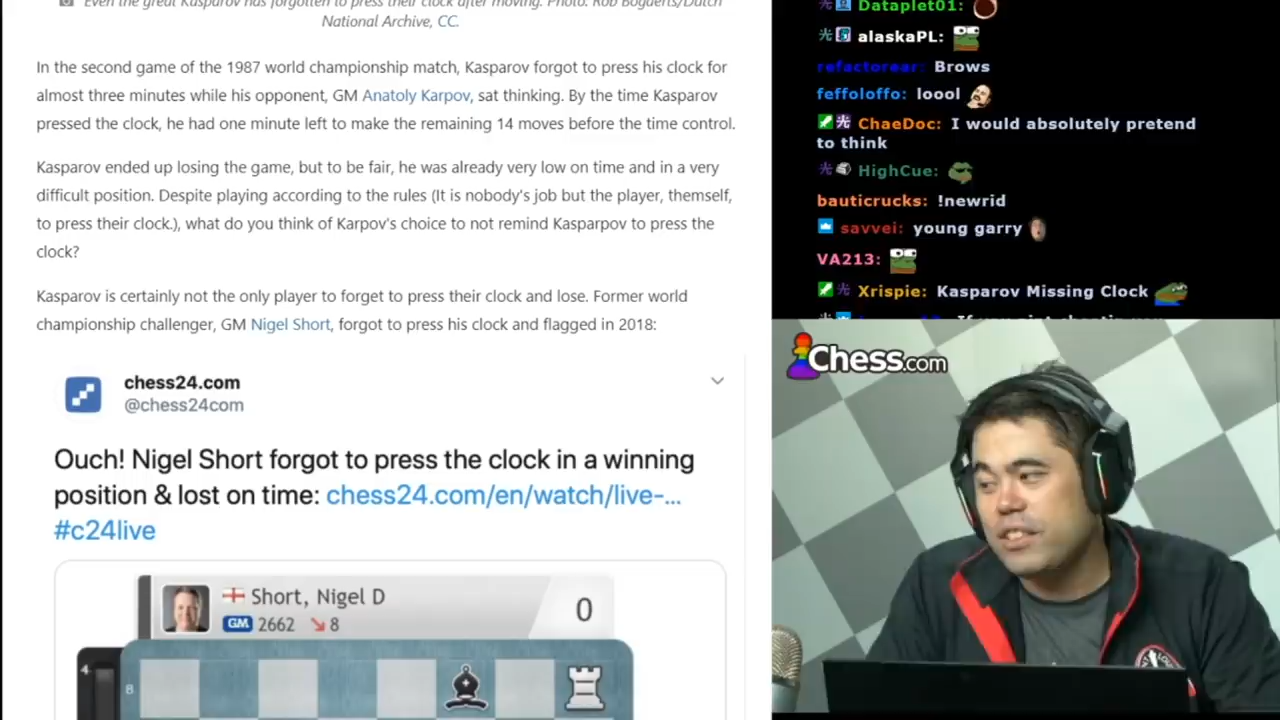 Even the great Kasparov has forgotten to press their clock after moving. Photo: Rob Bogaerts/Dutch
National Archive, CC.
In the second game of the 1987 world championship match, Kasparov forgot to press his clock for
almost three minutes while his opponent, GM Anatoly Karpov, sat thinking. By the time Kasparov
pressed the clock, he had one minute left to make the remaining 14 moves before the time control.
Kasparov ended up losing the game, but to be fair, he was already very low on time and in a very
difficult position. Despite playing according to the rules (It is nobody's job but the player, themself,
to press their clock.), what do you think of Karpov's choice to not remind Kasparpov to press the
clock?
Kasparov is certainly not the only player to forget to press their clock and lose. Former world
championship challenger, GM Nigel Short, forgot to press his clock and flagged in 2018:
chess24.com
@chess24com
Ouch! Nigel Short forgot to press the clock in a winning
position & lost on time: chess24.com/en/watch/live-...
#c24live
Short, Nigel D
0
GM 2662 8
4
8
Dataplet01:
alaskaPL:
refactorear: Brows
feffoloffo: loool
ChaeDoc: I would absolutely pretend
to think
HighCue:
bauticrucks: !newrid
savvei: young garry
VA213:
Xrispie: Kasparov Missing Clock
Chess.com